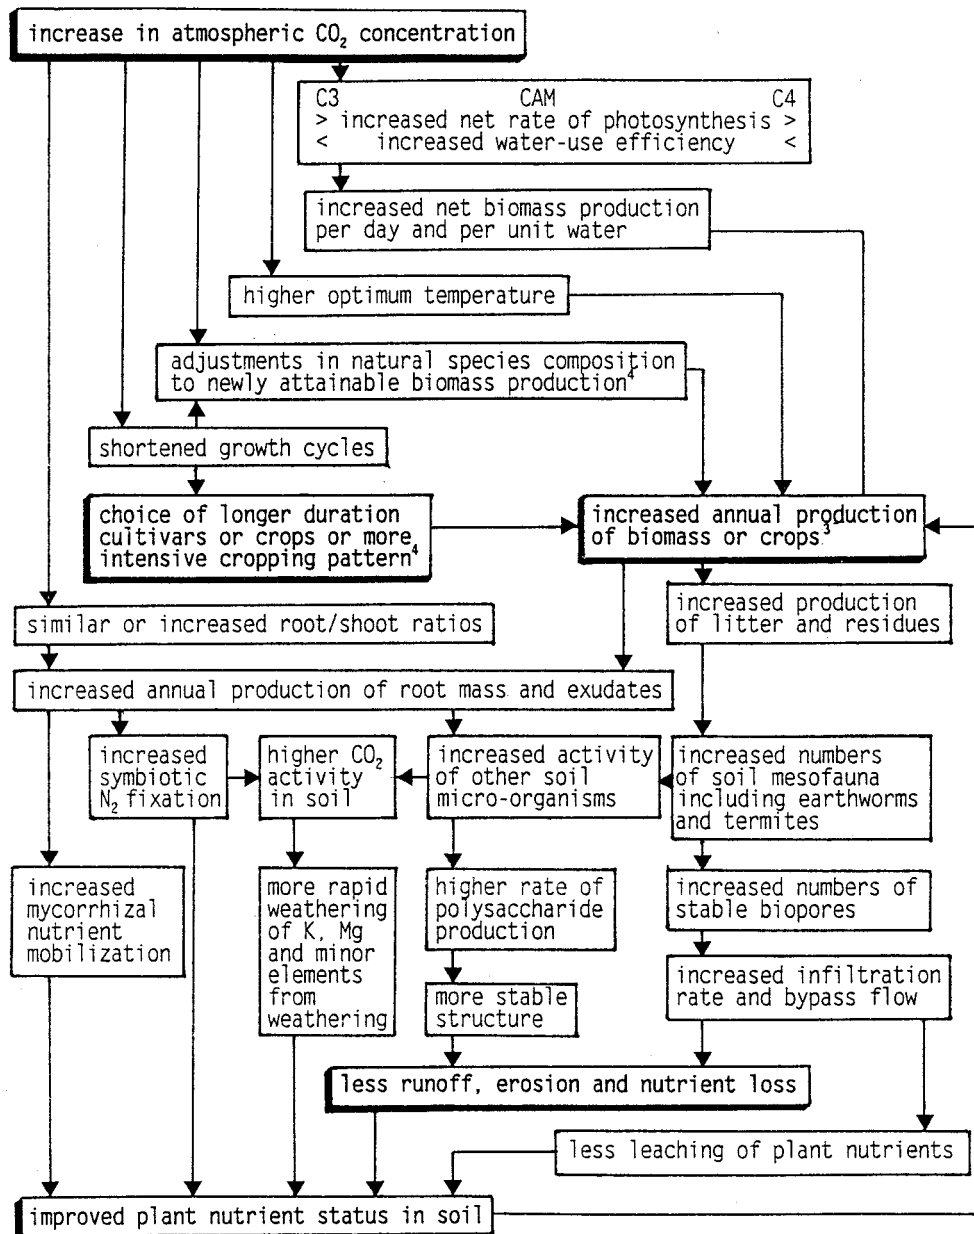 increase in atmospheric CO₂ concentration
C3 CAM C4
> increased net rate of photosynthesis >
< increased water-use efficiency <
increased net biomass production
per day and per unit water
higher optimum temperature
adjustments in natural species composition
to newly attainable biomass production⁴
shortened growth cycles
choice of longer duration
cultivars or crops or more
intensive cropping pattern⁴
increased annual production
of biomass or crops.³
increased production
of litter and residues
similar or increased root/shoot ratios
increased annual production of root mass and exudates
increased
symbiotic
N₂ fixation
higher CO₂
activity
in soil
increased activity
of other soil
micro-organisms
increased numbers
of soil mesofauna
including earthworms
and termites
increased
mycorrhizal
nutrient
mobilization
more rapid
weathering
of K, Mg
and minor
elements
from
weathering
higher rate of
polysaccharide
production
increased numbers of
stable biopores
more stable
structure
increased infiltration
rate and bypass flow
less runoff, erosion and nutrient loss
less leaching of plant nutrients
improved plant nutrient status in soil